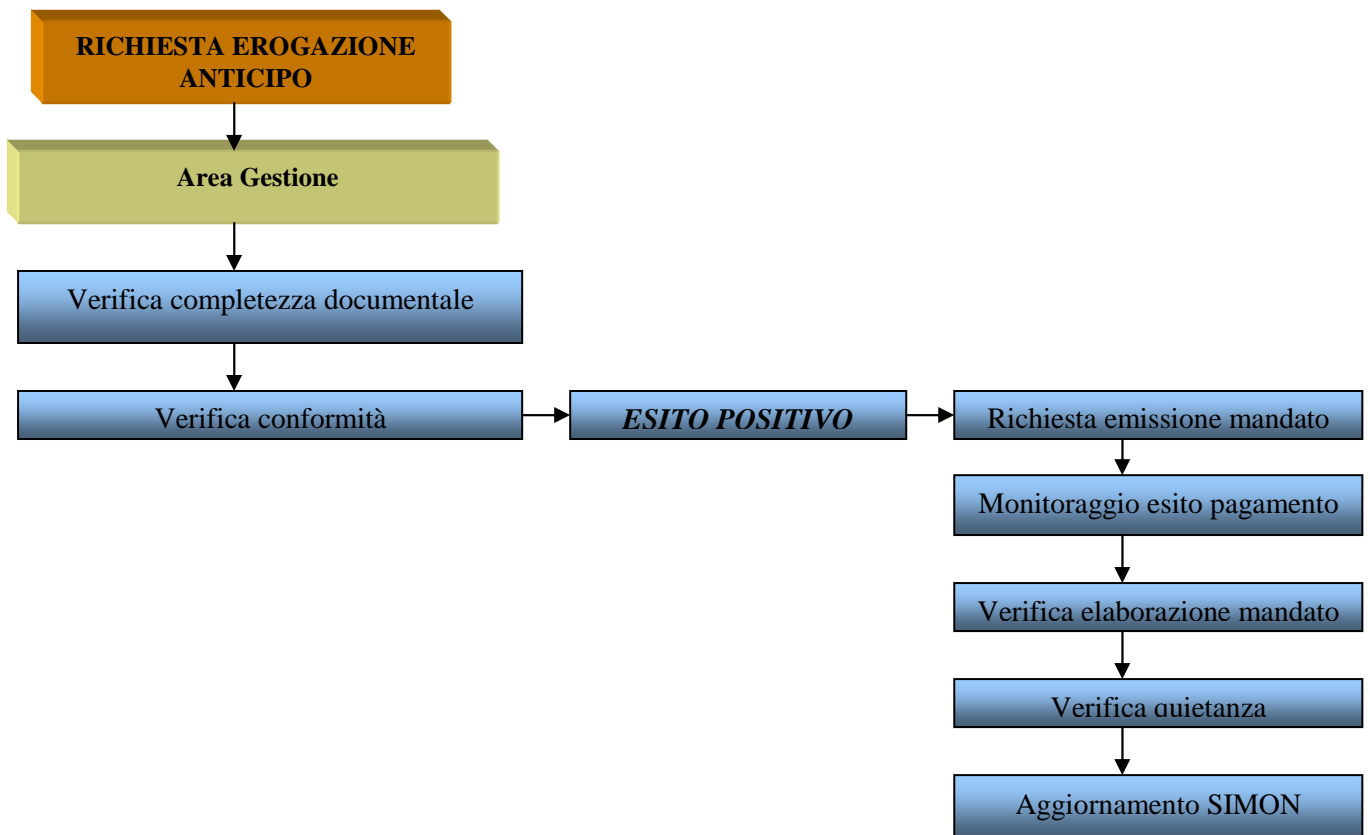 RICHIESTA EROGAZIONE
ANTICIPO
Area Gestione
Verifica completezza documentale
Verifica conformità
ESITO POSITIVO
Richiesta emissione mandato
Monitoraggio esito pagamento
Verifica elaborazione mandato
Verifica quietanza
Aggiornamento SIMON